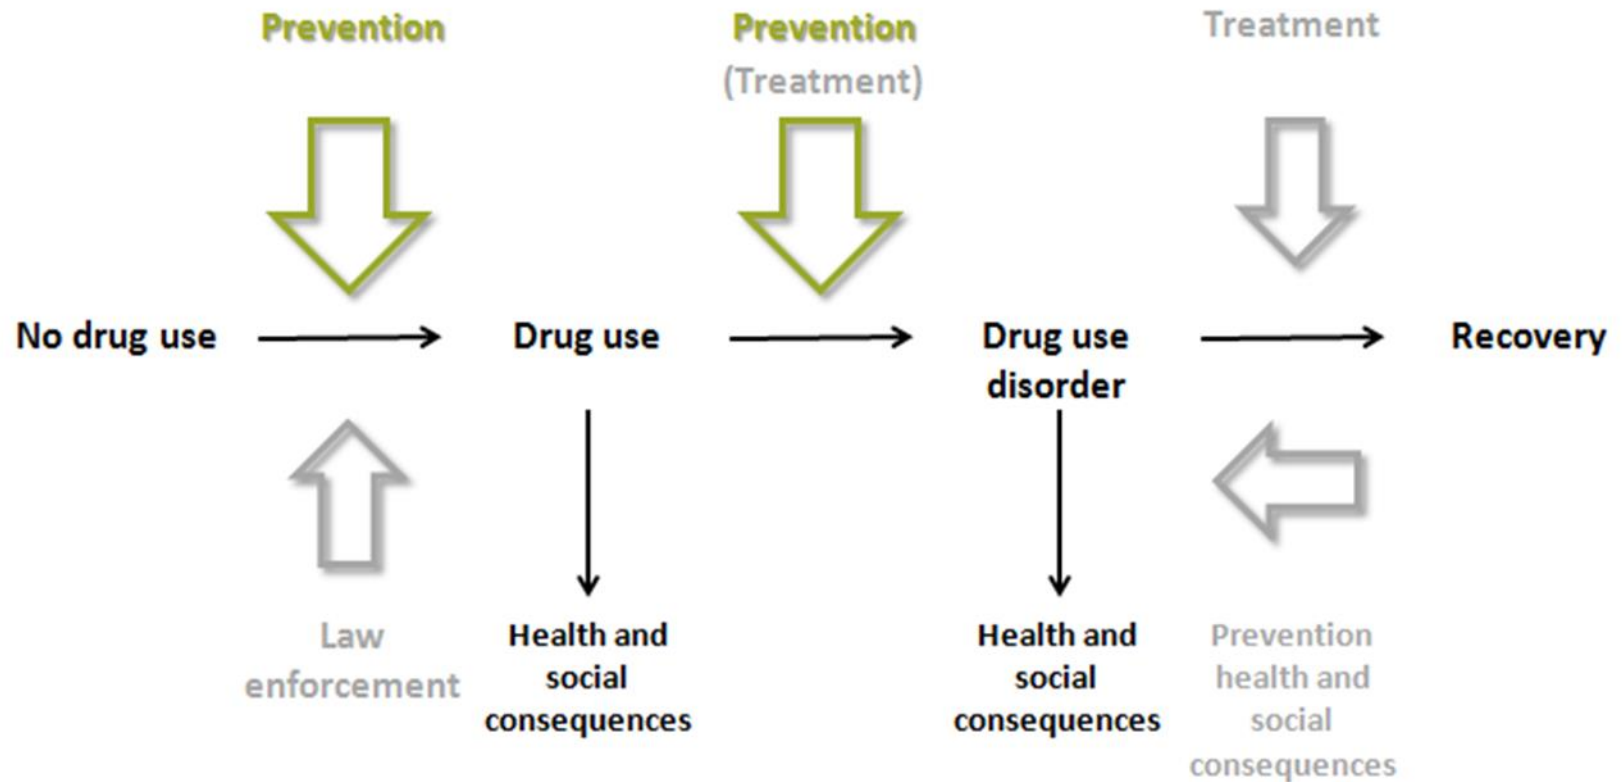 Prevention
Prevention
(Treatment)
Treatment
No drug use
Drug use
Drug use
disorder
Recovery
Law
enforcement
Health and
social
consequences
Health and
social
consequences
Prevention
health and
social
consequences